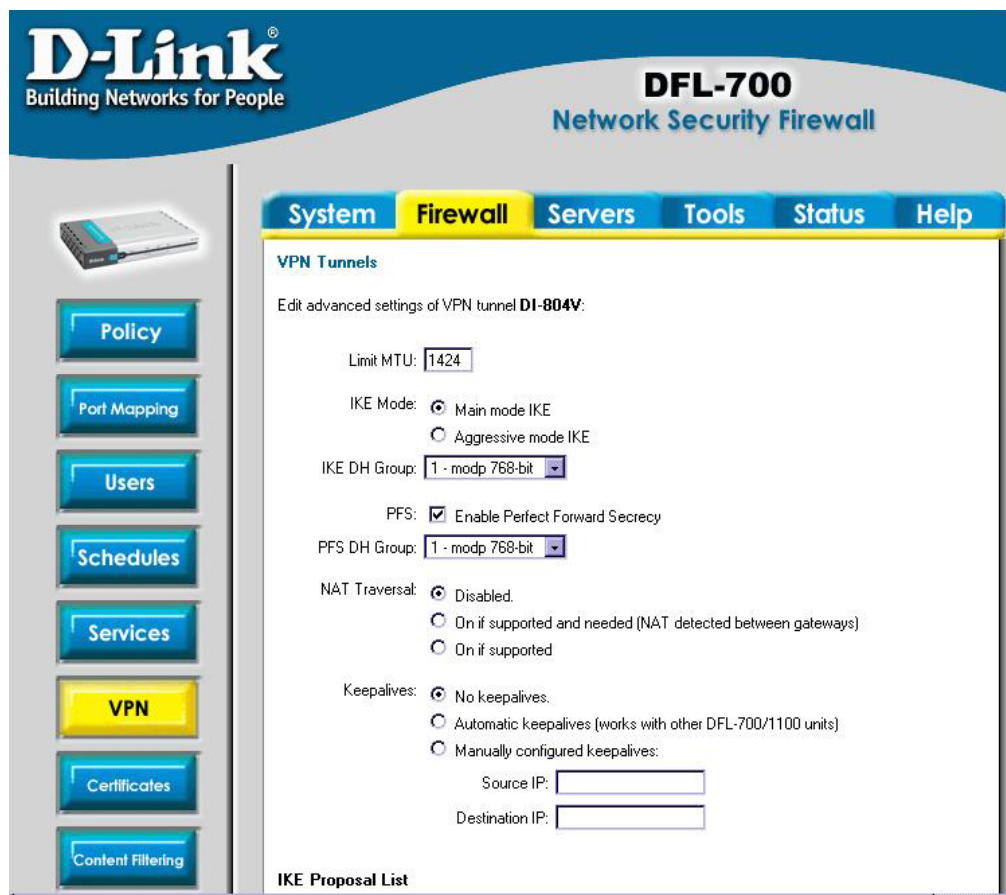 D-Link®
Building Networks for People
DFL-700
Network Security Firewall
System Firewall Servers Tools Status Help
Policy
Port Mapping
Users
Schedules
Services
VPN
Certificates
Content Filtering
VPN Tunnels
Edit advanced settings of VPN tunnel DI-804V:
Limit MTU: 1424
IKE Mode: Main mode IKE
Aggressive mode IKE
IKE DH Group: 1 - modp 768-bit
PFS: Enable Perfect Forward Secrecy
PFS DH Group: 1 - modp 768-bit
NAT Traversal: Disabled.
On if supported and needed (NAT detected between gateways)
On if supported
Keepalives: No keepalives.
Automatic keepalives (works with other DFL-700/1100 units)
Manually configured keepalives:
Source IP:
Destination IP:
IKE Proposal List